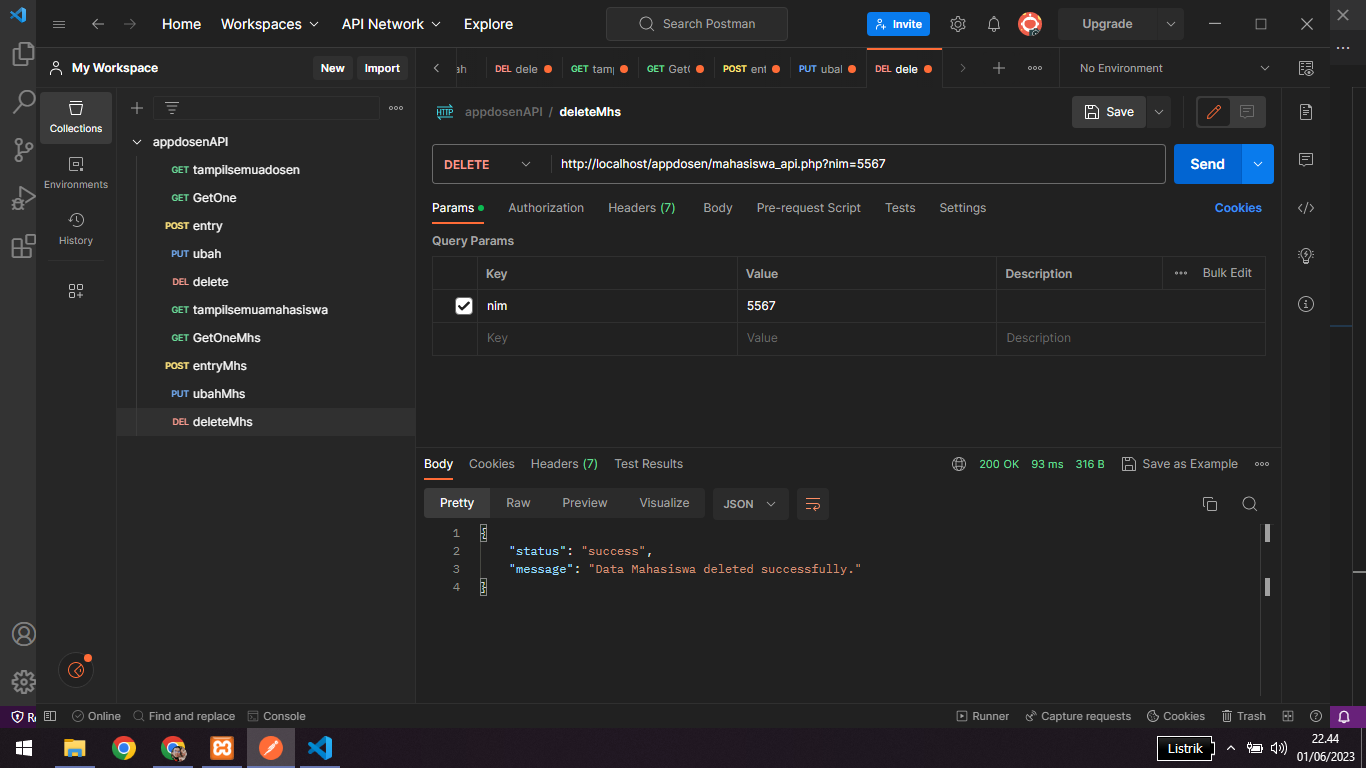 Home Workspaces API Network Explore Search Postman Invite Upgrade
My Workspace New Import
ah DEL dele GET tam GET Get POST ent PUT ubal DEL dele No Environment
Collections
Environments
History
appdosenAPI
GET tampilsemuadosen
GET GetOne
POST entry
PUT ubah
DEL delete
GET tampilsemuamahasiswa
GET GetOneMhs
POST entryMhs
PUT ubahMhs
DEL deleteMhs
HTTP appdosenAPI / deleteMhs Save
DELETE http://localhost/appdosen/mahasiswa_api.php?nim=5567 Send
Params Authorization Headers (7) Body Pre-request Script Tests Settings Cookies
Query Params
Key Value Description Bulk Edit
nim 5567
Key Value Description
Body Cookies Headers (7) Test Results 200 OK 93 ms 316 B Save as Example
Pretty Raw Preview Visualize JSON
1 {
2 "status": "success",
3 "message": "Data Mahasiswa deleted successfully."
4 }
Online Find and replace Console Runner Capture requests Cookies Trash
Listrik
22.44
01/06/2023